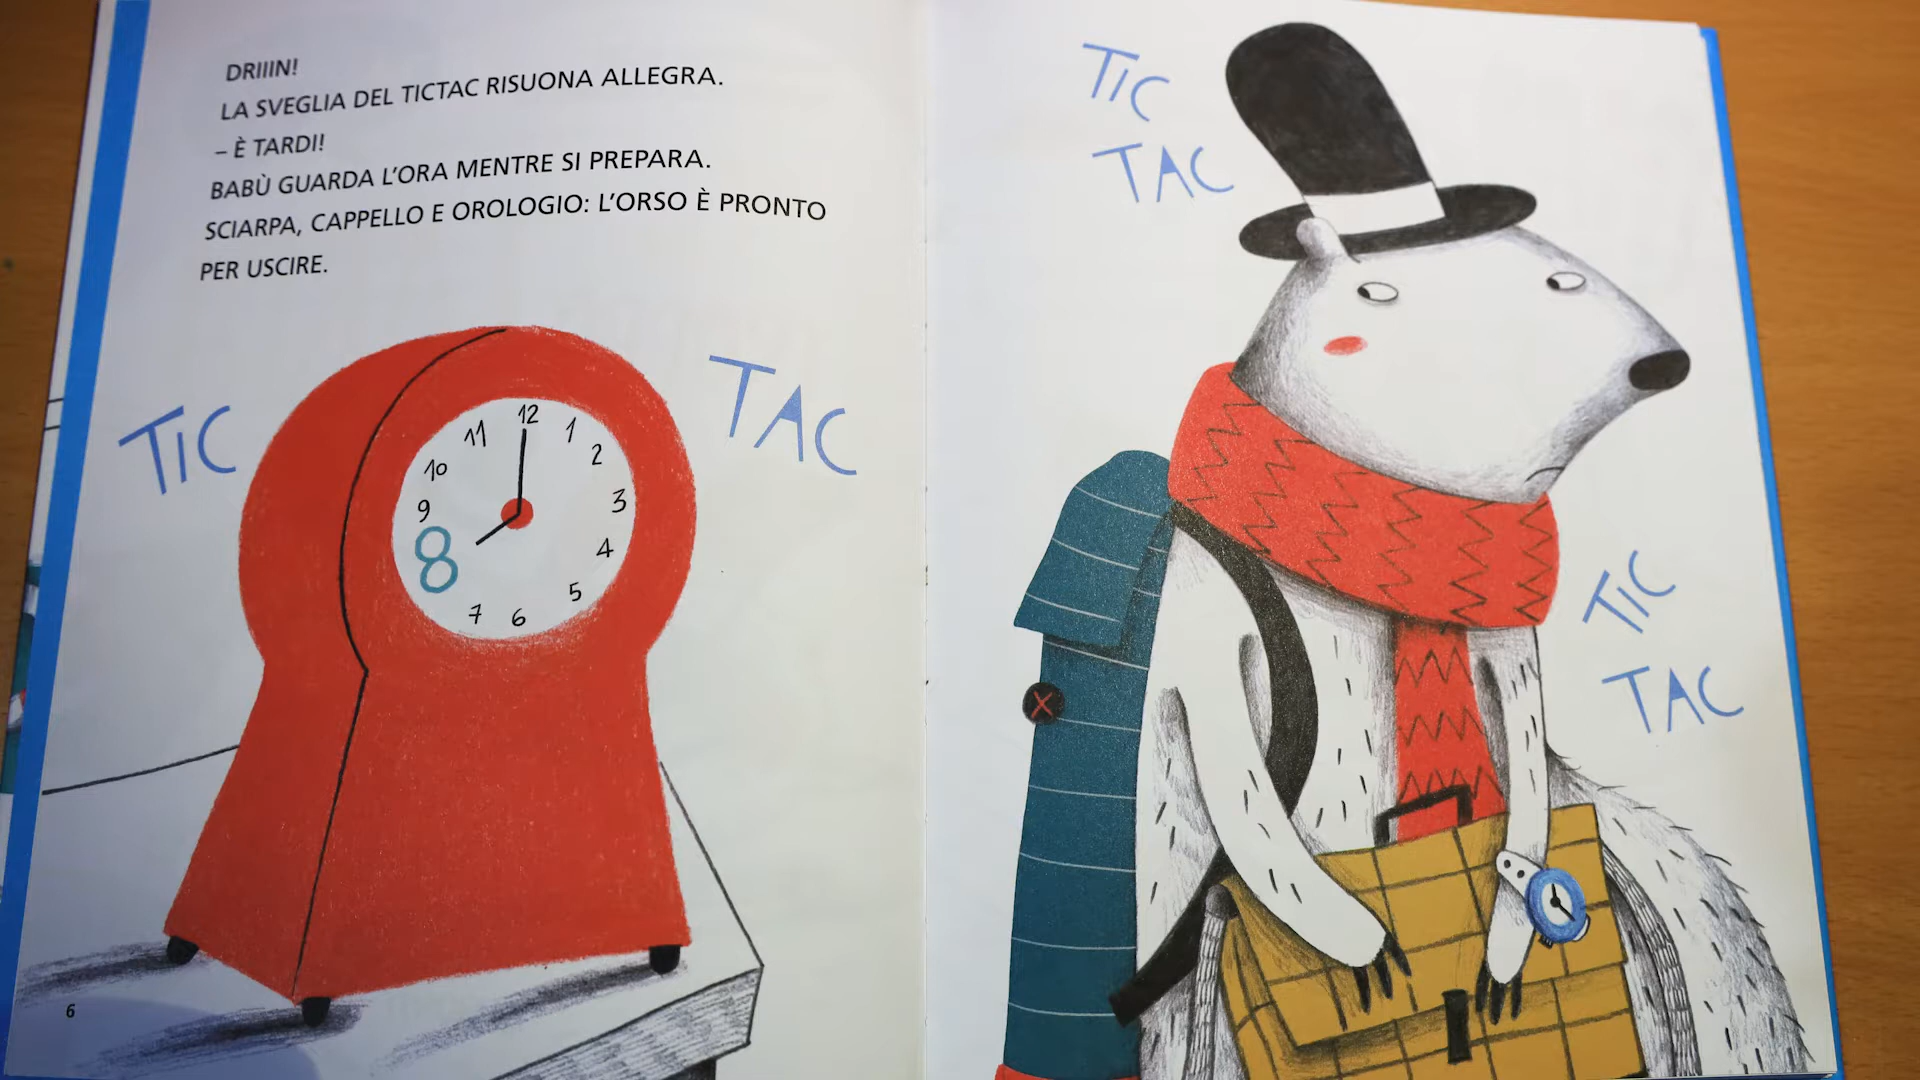 DRIIIN!
LA SVEGLIA DEL TICTAC RISUONA ALLEGRA.
– È TARDI!
BABÙ GUARDA L'ORA MENTRE SI PREPARA.
SCIARPA, CAPPELLO E OROLOGIO: L'ORSO È PRONTO
PER USCIRE.
TIC
TAC
12
1
2
3
4
5
6
7
8
9
10
11
6
TIC
TAC
TIC
TAC